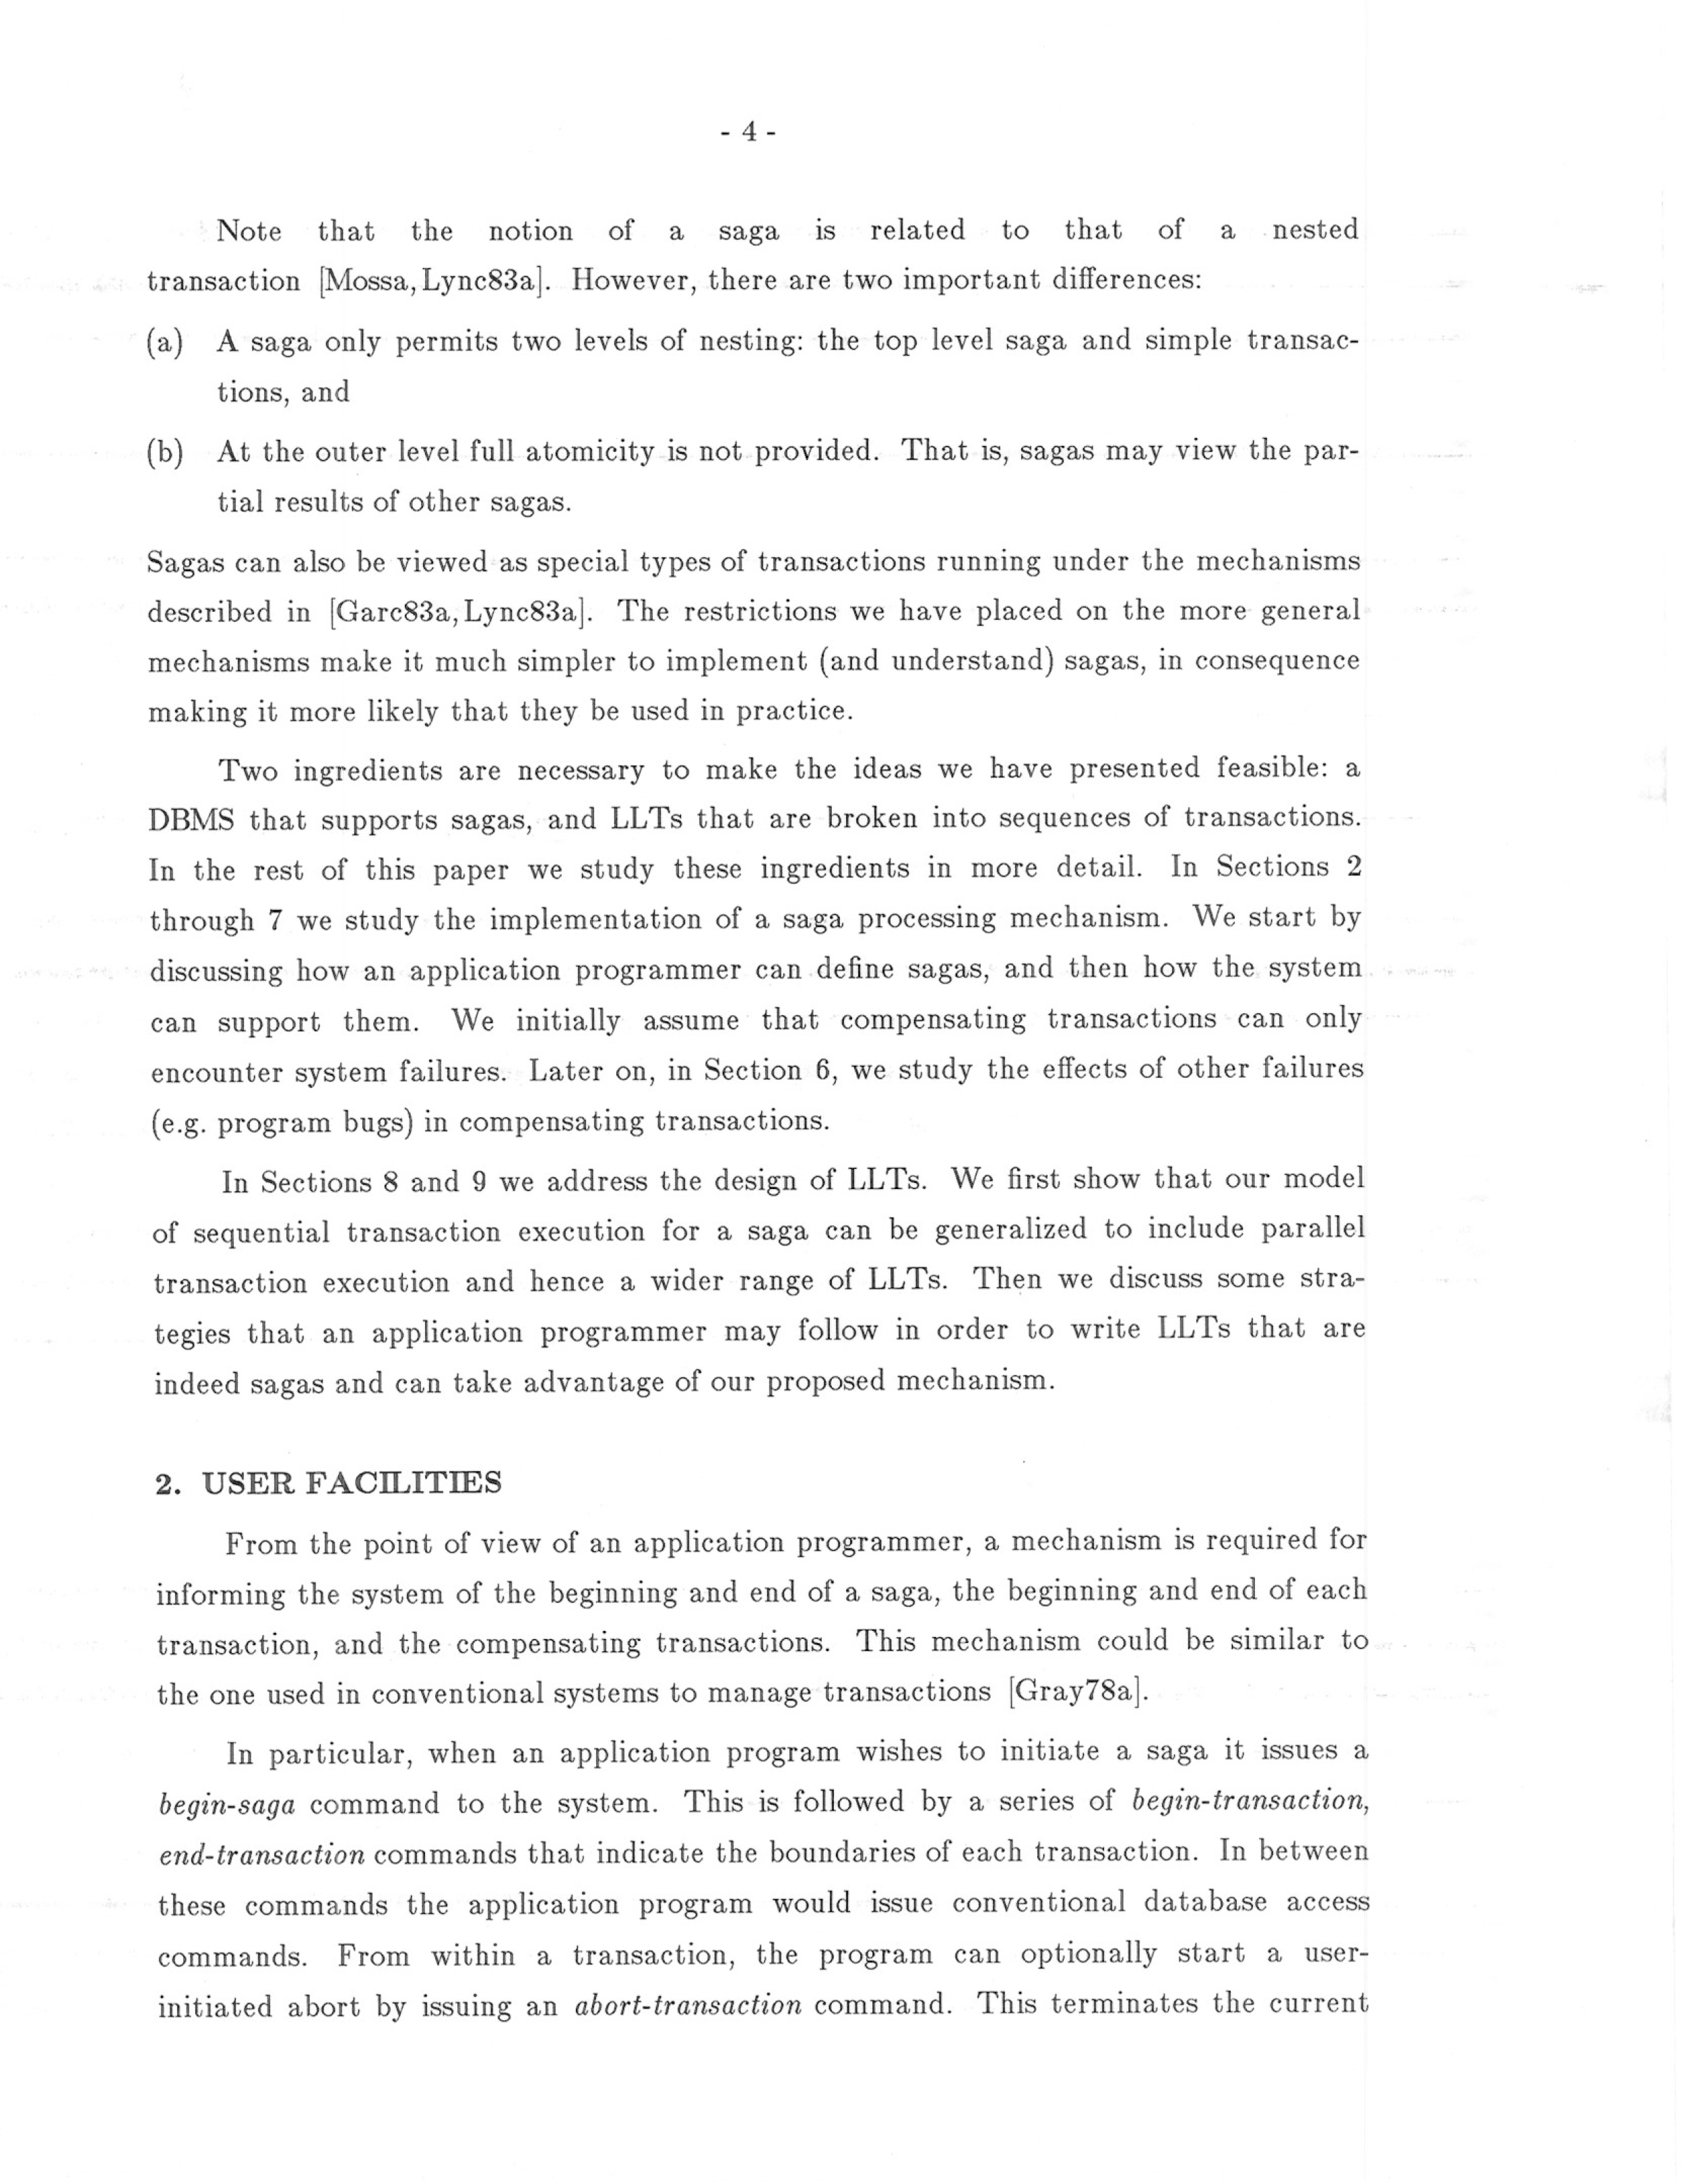 - 4 -
Note that the notion of a saga is related to that of a nested
transaction [Mossa, Lync83a]. However, there are two important differences:
(a) A saga only permits two levels of nesting: the top level saga and simple transac-
tions, and
(b) At the outer level full atomicity is not provided. That is, sagas may view the par-
tial results of other sagas.
Sagas can also be viewed as special types of transactions running under the mechanisms
described in [Garc83a, Lync83a]. The restrictions we have placed on the more general
mechanisms make it much simpler to implement (and understand) sagas, in consequence
making it more likely that they be used in practice.
Two ingredients are necessary to make the ideas we have presented feasible: a
DBMS that supports sagas, and LLTs that are broken into sequences of transactions.
In the rest of this paper we study these ingredients in more detail. In Sections 2
through 7 we study the implementation of a saga processing mechanism. We start by
discussing how an application programmer can define sagas, and then how the system
can support them. We initially assume that compensating transactions can only
encounter system failures. Later on, in Section 6, we study the effects of other failures
(e.g. program bugs) in compensating transactions.
In Sections 8 and 9 we address the design of LLTs. We first show that our model
of sequential transaction execution for a saga can be generalized to include parallel
transaction execution and hence a wider range of LLTs. Then we discuss some stra-
tegies that an application programmer may follow in order to write LLTs that are
indeed sagas and can take advantage of our proposed mechanism.
2. USER FACILITIES
From the point of view of an application programmer, a mechanism is required for
informing the system of the beginning and end of a saga, the beginning and end of each
transaction, and the compensating transactions. This mechanism could be similar to
the one used in conventional systems to manage transactions [Gray78a].
In particular, when an application program wishes to initiate a saga it issues a
begin-saga command to the system. This is followed by a series of begin-transaction,
end-transaction commands that indicate the boundaries of each transaction. In between
these commands the application program would issue conventional database access
commands. From within a transaction, the program can optionally start a user-
initiated abort by issuing an abort-transaction command. This terminates the current